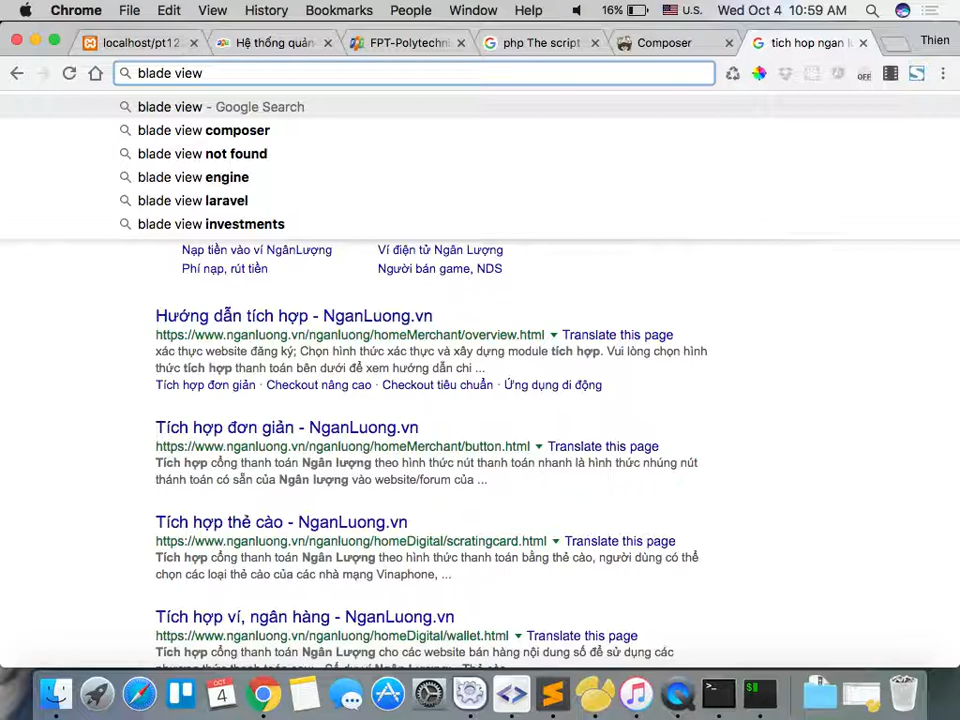 Chrome File Edit View History Bookmarks People Window Help 16% U.S. Wed Oct 4 10:59 AM
localhost/pt12 Hệ thống quản FPT-Polytechni php The script Composer tich hop ngan l Thien
blade view
OFF
blade view - Google Search
blade view composer
blade view not found
blade view engine
blade view laravel
blade view investments
Nạp tiền vào ví NgânLượng Ví điện tử Ngân Lượng
Phí nạp, rút tiền Người bán game, NDS
Hướng dẫn tích hợp - NganLuong.vn
https://www.nganluong.vn/nganluong/homeMerchant/overview.html Translate this page
xác thực website đăng ký; Chọn hình thức xác thực và xây dựng module tích hợp. Vui lòng chọn hình
thức tích hợp thanh toán bên dưới để xem hướng dẫn chi ...
Tích hợp đơn giản · Checkout nâng cao · Checkout tiêu chuẩn · Ứng dụng di động
Tích hợp đơn giản - NganLuong.vn
https://www.nganluong.vn/nganluong/homeMerchant/button.html Translate this page
Tích hợp cổng thanh toán Ngân lượng theo hình thức nút thanh toán nhanh là hình thức nhúng nút
thánh toán có sẵn của Ngân lượng vào website/forum của ...
Tích hợp thẻ cào - NganLuong.vn
https://www.nganluong.vn/nganluong/homeDigital/scratingcard.html Translate this page
Tích hợp cổng thanh toán Ngân Lượng theo hình thức thanh toán bằng thẻ cào, người dùng có thể
chọn các loại thẻ cào của các nhà mạng Vinaphone, ...
Tích hợp ví, ngân hàng - NganLuong.vn
https://www.nganluong.vn/nganluong/homeDigital/wallet.html Translate this page
Tích hợp cổng thanh toán Ngân Lượng cho các website bán hàng nội dung số để sử dụng các
OCT
4